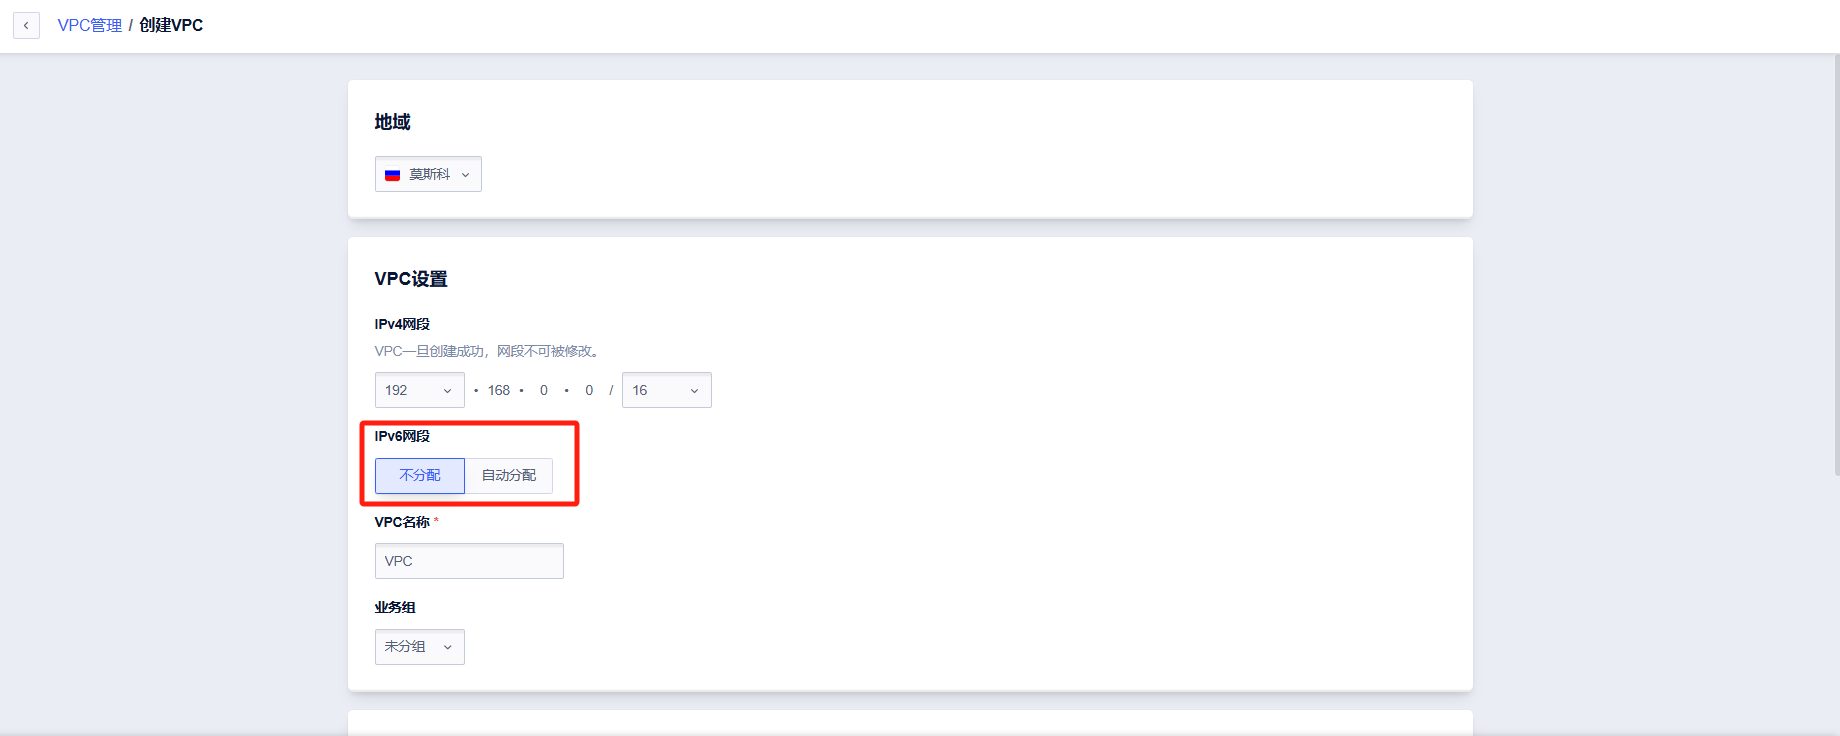 VPC管理 / 创建VPC
地域
莫斯科
VPC设置
IPv4网段
VPC一旦创建成功，网段不可被修改。
192 • 168 • 0 • 0 / 16
IPv6网段
不分配 自动分配
VPC名称 *
VPC
业务组
未分组